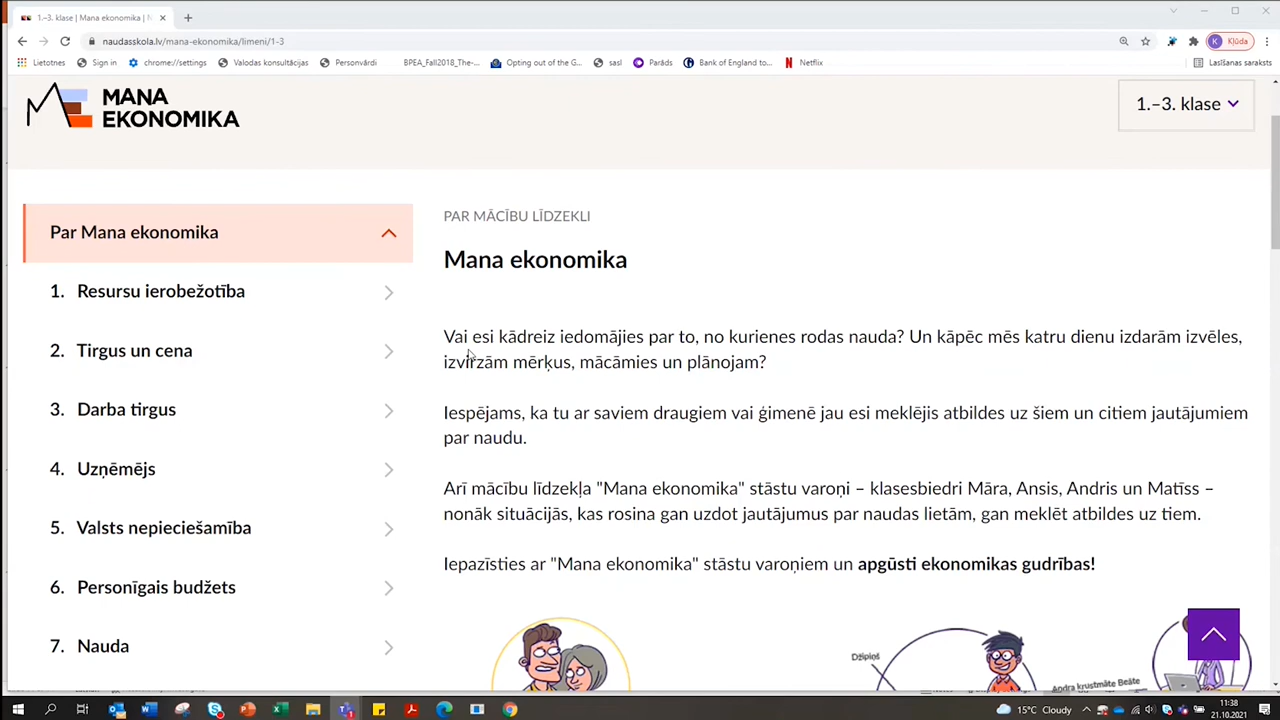 1.–3. klase | Mana ekonomika | N
naudasskola.lv/mana-ekonomika/limeni/1-3
K Kļūda
Lietotnes
Sign in
chrome://settings
Valodas konsultācijas
Personvārdi
BPEA_Fall2018_The-...
Opting out of the G...
sasl
Parāds
Bank of England to...
Netflix
Lasīšanas saraksts
MANA
EKONOMIKA
1.–3. klase
Par Mana ekonomika
1. Resursu ierobežotība
2. Tirgus un cena
3. Darba tirgus
4. Uzņēmējs
5. Valsts nepieciešamība
6. Personīgais budžets
7. Nauda
PAR MĀCĪBU LĪDZEKLI
Mana ekonomika
Vai esi kādreiz iedomājies par to, no kurienes rodas nauda? Un kāpēc mēs katru dienu izdarām izvēles,
izvirzām mērķus, mācāmies un plānojam?
Iespējams, ka tu ar saviem draugiem vai ģimenē jau esi meklējis atbildes uz šiem un citiem jautājumiem
par naudu.
Arī mācību līdzekļa "Mana ekonomika" stāstu varoņi – klasesbiedri Māra, Ansis, Andris un Matīss –
nonāk situācijās, kas rosina gan uzdot jautājumus par naudas lietām, gan meklēt atbildes uz tiem.
Iepazīsties ar "Mana ekonomika" stāstu varoņiem un apgūsti ekonomikas gudrības!
Džipiņš
Andra krustmāte Beāte
15°C Cloudy
11:38
21.10.2021